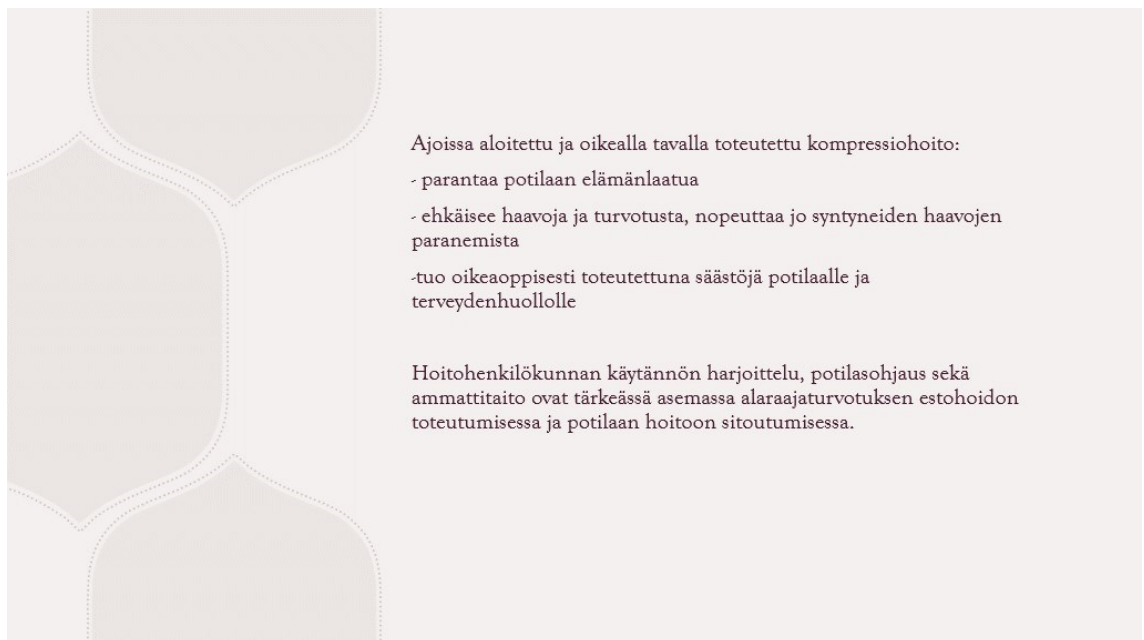 Ajoissa aloitettu ja oikealla tavalla toteutettu kompressiohoito:
- parantaa potilaan elämänlaatua
- ehkäisee haavoja ja turvotusta, nopeuttaa jo syntyneiden haavojen
paranemista
-tuo oikeaoppisesti toteutettuna säästöjä potilaalle ja
terveydenhuollolle
Hoitohenkilökunnan käytännön harjoittelu, potilasohjaus sekä
ammattitaito ovat tärkeässä asemassa alaraajaturvotuksen estohoidon
toteutumisessa ja potilaan hoitoon sitoutumisessa.